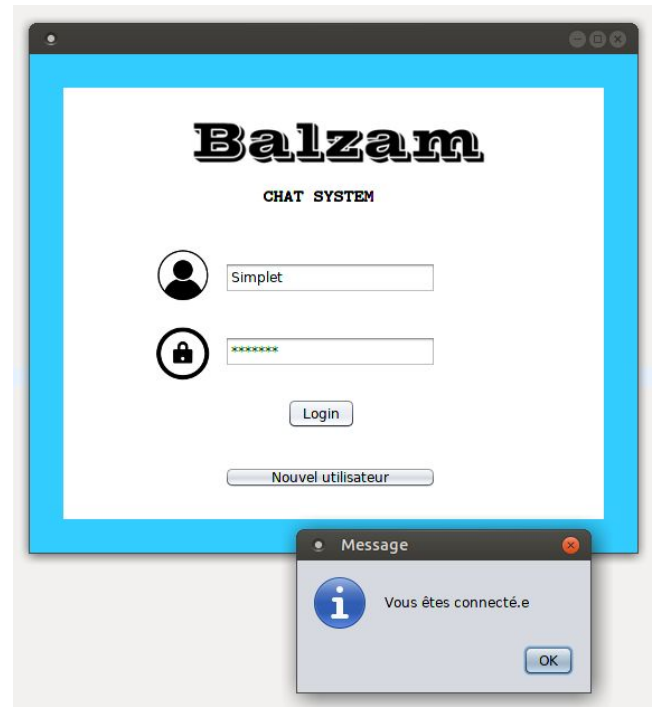 Balzam
CHAT SYSTEM
Simplet
*******
Login
Nouvel utilisateur
Message
Vous êtes connecté.e
OK